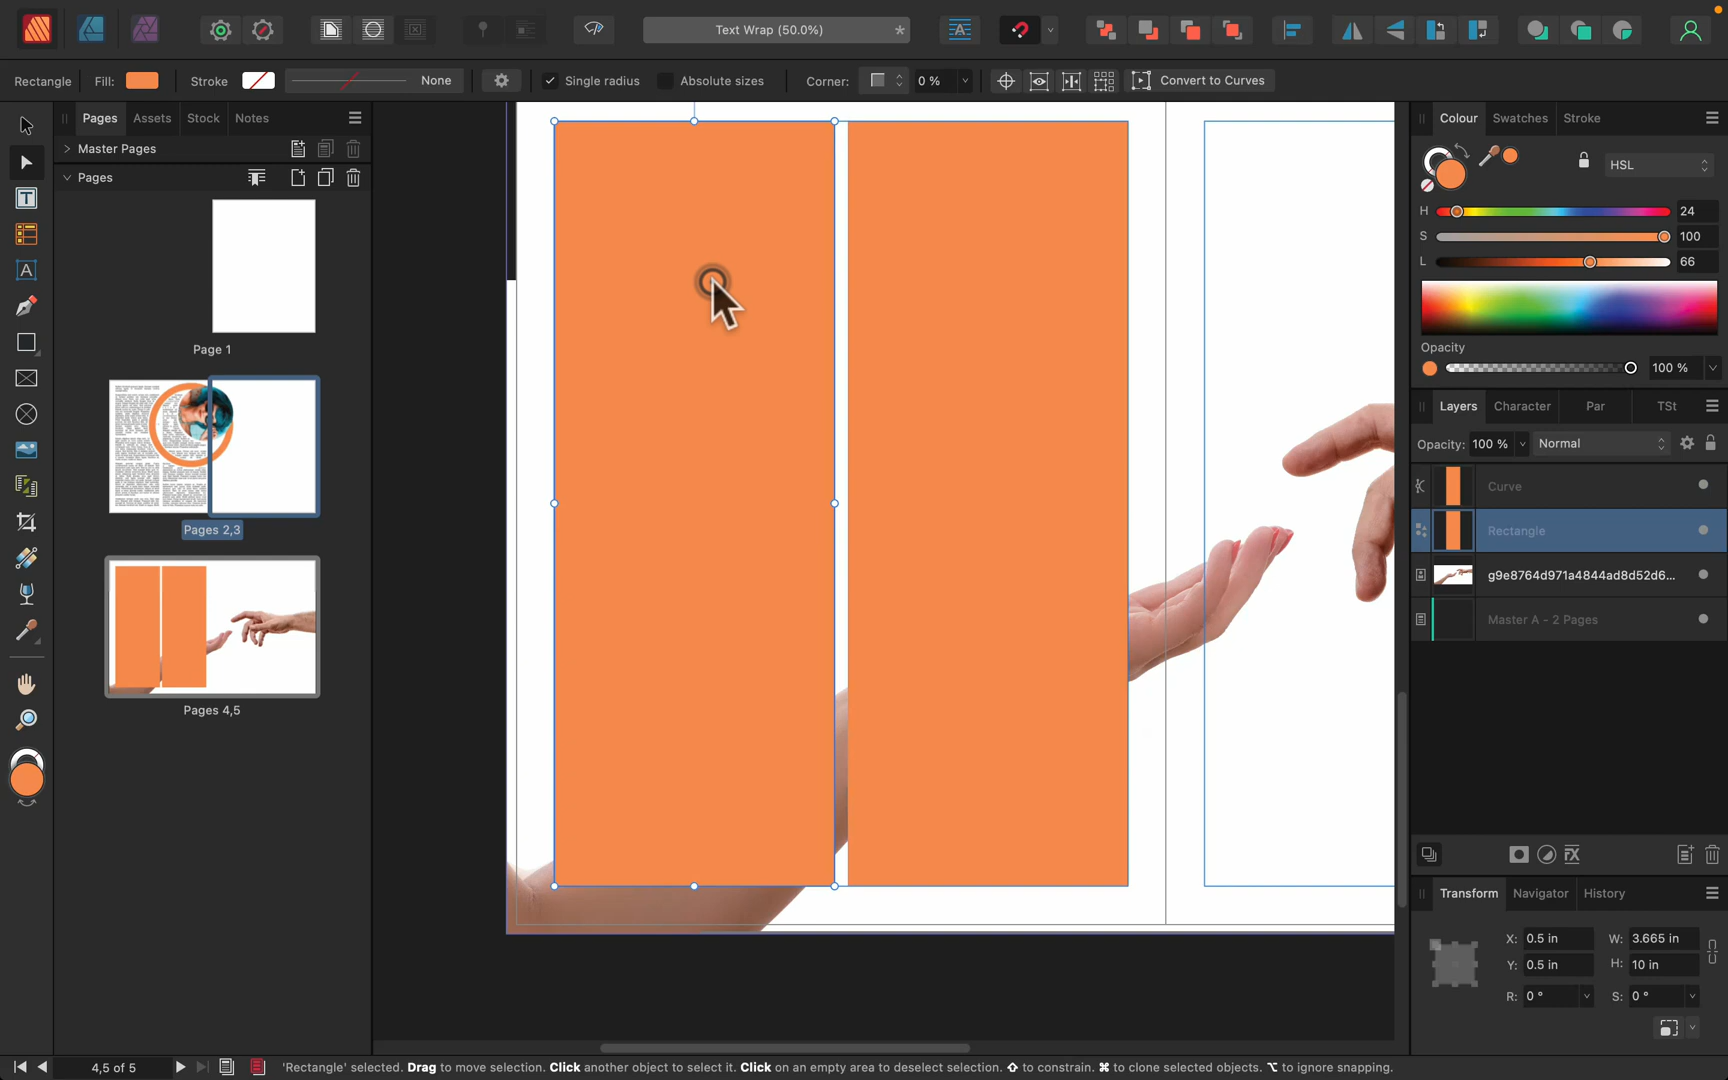 Text Wrap (50.0%)
*
Rectangle
Fill:
Stroke
None
Single radius
Absolute sizes
Corner:
0 %
Convert to Curves
Pages
Assets
Stock
Notes
Master Pages
Pages
Page 1
Pages 2,3
Pages 4,5
Colour
Swatches
Stroke
HSL
H
24
S
100
L
66
Opacity
100 %
Layers
Character
Par
TSt
Opacity:
100 %
Normal
Curve
Rectangle
g9e8764d971a4844ad8d52d6...
Master A - 2 Pages
Transform
Navigator
History
X:
0.5 in
W:
3.665 in
Y:
0.5 in
H:
10 in
R:
0 °
S:
0 °
4,5 of 5
'Rectangle' selected. Drag to move selection. Click another object to select it. Click on an empty area to deselect selection. ⇧ to constrain. ⌘ to clone selected objects. ⌥ to ignore snapping.